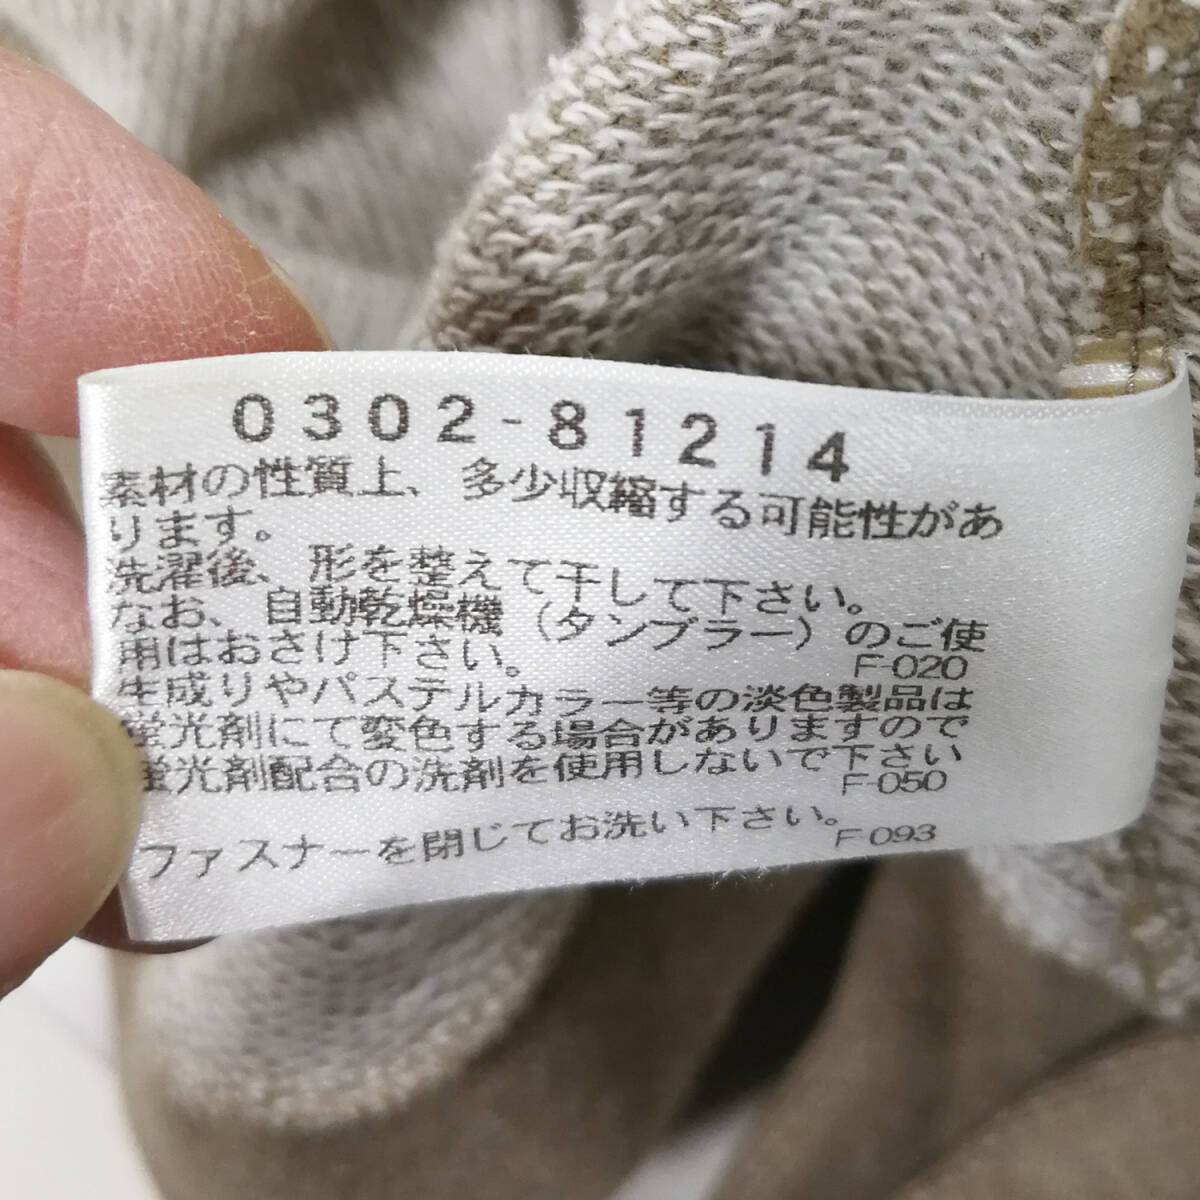 0302-81214
素材の性質上、多少収縮する可能性があ
ります。
洗濯後、形を整えて干して下さい。
なお、自動乾燥機（タンブラー）のご使
用はおさけ下さい。
F-020
生成りやパステルカラー等の淡色製品は
蛍光剤にて変色する場合がありますので
蛍光剤配合の洗剤を使用しないで下さい
F-050
ファスナーを閉じてお洗い下さい。
F-093